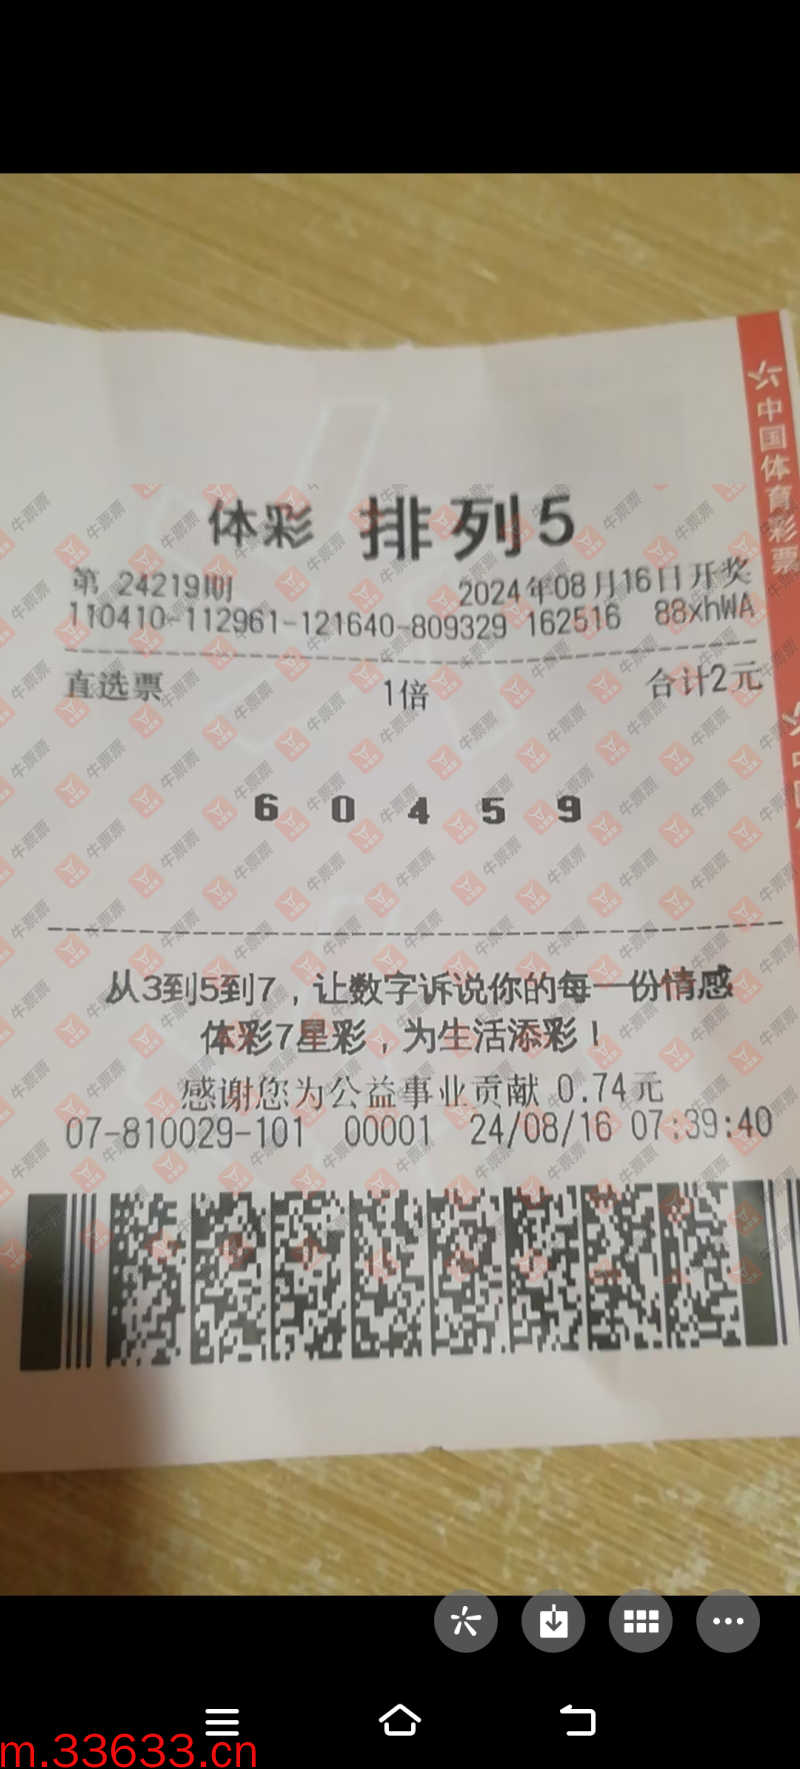 中国体育彩票
体彩 排列5
第 24219期 2024年08月16日开奖
110410-112961-121640-809329 162516 88xhWA
直选票 1倍 合计2元
6 0 4 5 9
从3到5到7，让数字诉说你的每一份情感
体彩7星彩，为生活添彩！
感谢您为公益事业贡献 0.74元
07-810029-101 00001 24/08/16 07:39:40
牛票票
m.33633.cn